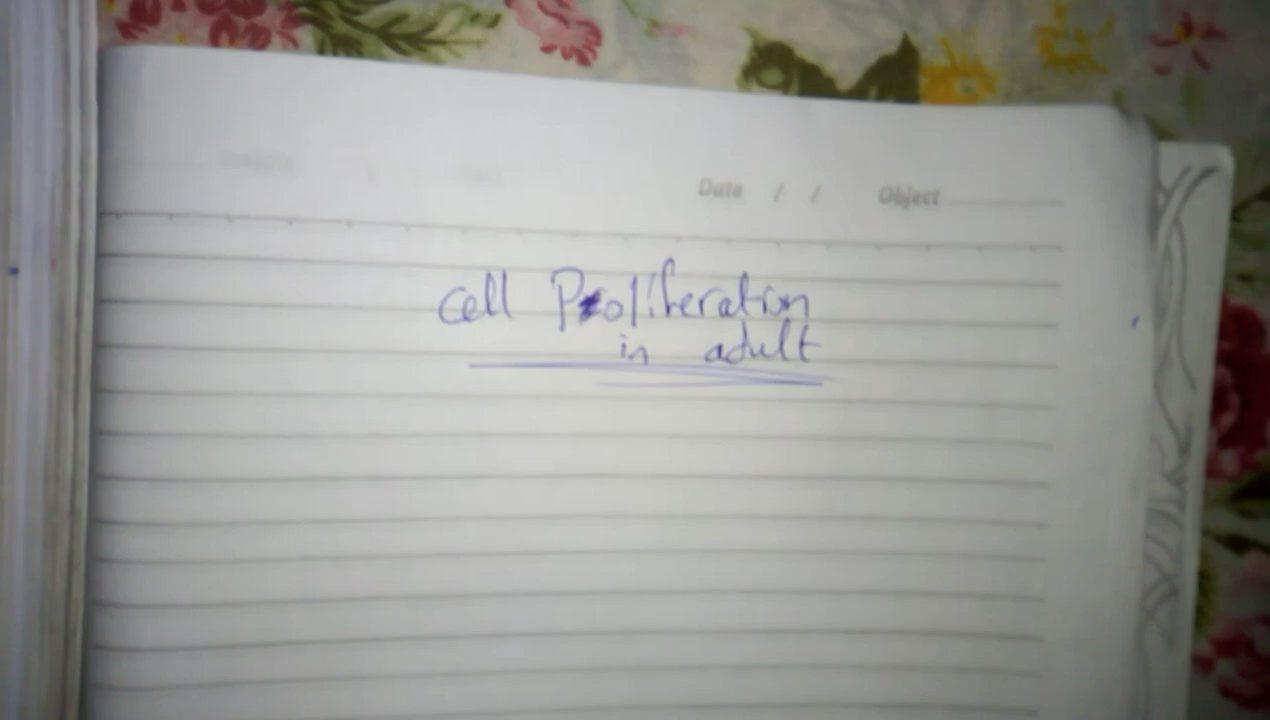 Date / / Object
Cell Proliferation
in adult